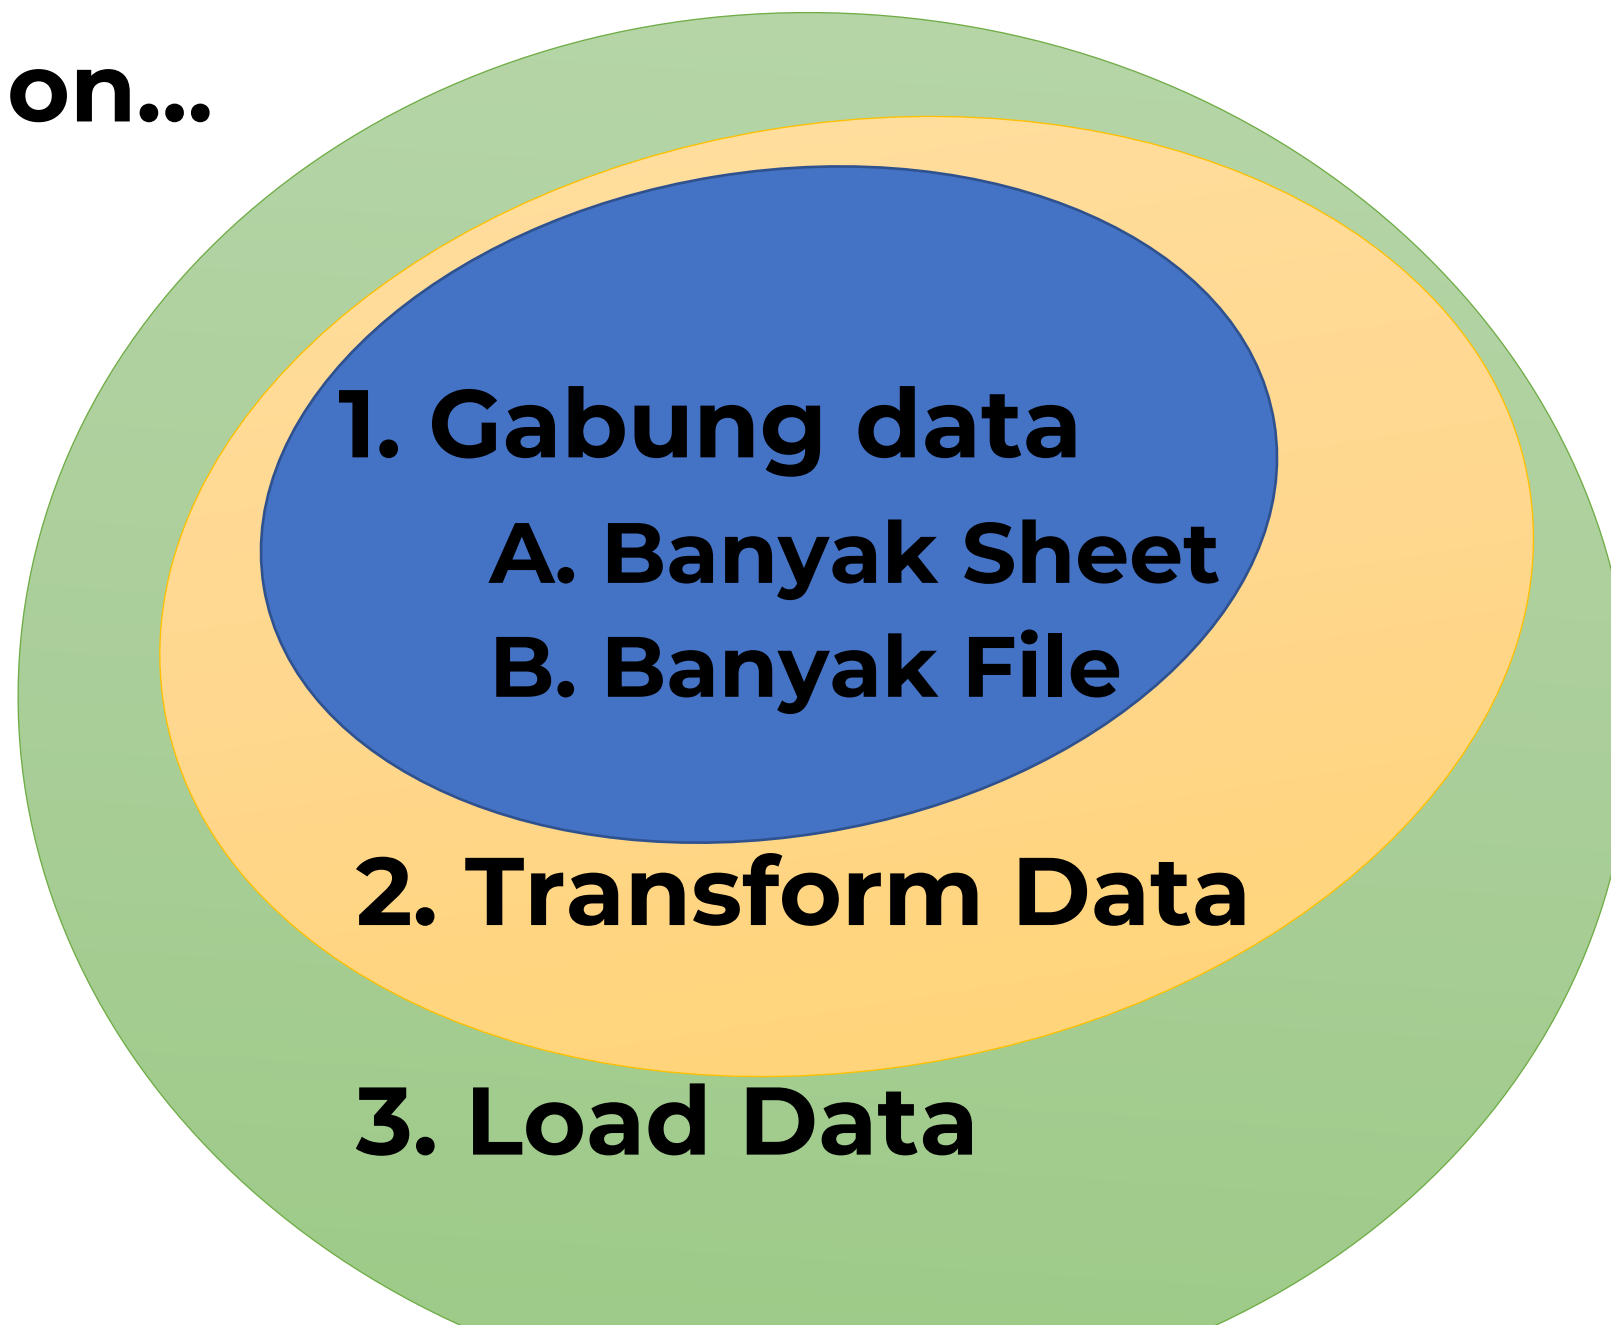 on...
1. Gabung data
A. Banyak Sheet
B. Banyak File
2. Transform Data
3. Load Data